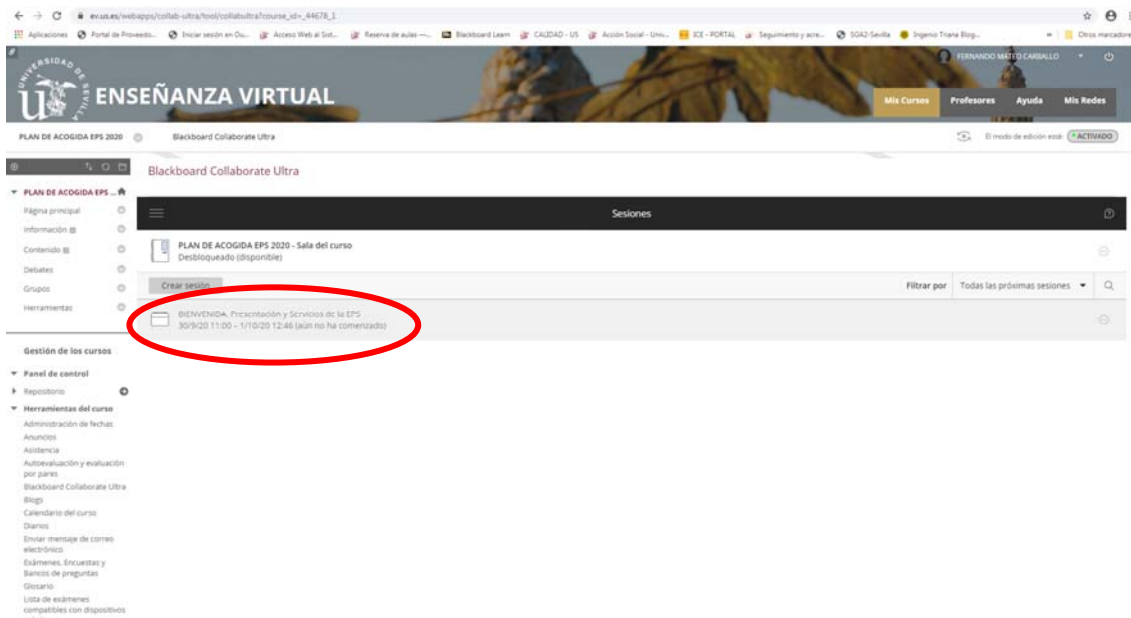 ev.us.es/webapps/collab-ultra/tool/collabultra?course_id=_44678_1
Aplicaciones Portal de Proveedo... Iniciar sesión en Ou... Acceso Web al Sist... Reserva de aulas —... Blackboard Learn CALIDAD - US Acción Social - Univ... ICE - PORTAL Seguimiento y acre... SGA2-Sevilla Ingenio Triana Blog... » Otros marcadore
UNIVERSIDAD DE SEVILLA
US
ENSEÑANZA VIRTUAL
FERNANDO MATEO CARBALLO
Mis Cursos Profesores Ayuda Mis Redes
PLAN DE ACOGIDA EPS 2020 Blackboard Collaborate Ultra El modo de edición está: ACTIVADO
Blackboard Collaborate Ultra
PLAN DE ACOGIDA EPS ...
Página principal
Información
Contenido
Debates
Grupos
Herramientas
Sesiones
PLAN DE ACOGIDA EPS 2020 - Sala del curso
Desbloqueado (disponible)
Crear sesión Filtrar por Todas las próximas sesiones
BIENVENIDA. Presentación y Servicios de la EPS
30/9/20 11:00 – 1/10/20 12:46 (aún no ha comenzado)
Gestión de los cursos
Panel de control
Repositorio
Herramientas del curso
Administración de fechas
Anuncios
Asistencia
Autoevaluación y evaluación
por pares
Blackboard Collaborate Ultra
Blogs
Calendario del curso
Diarios
Enviar mensaje de correo
electrónico
Exámenes, Encuestas y
Bancos de preguntas
Glosario
Lista de exámenes
compatibles con dispositivos